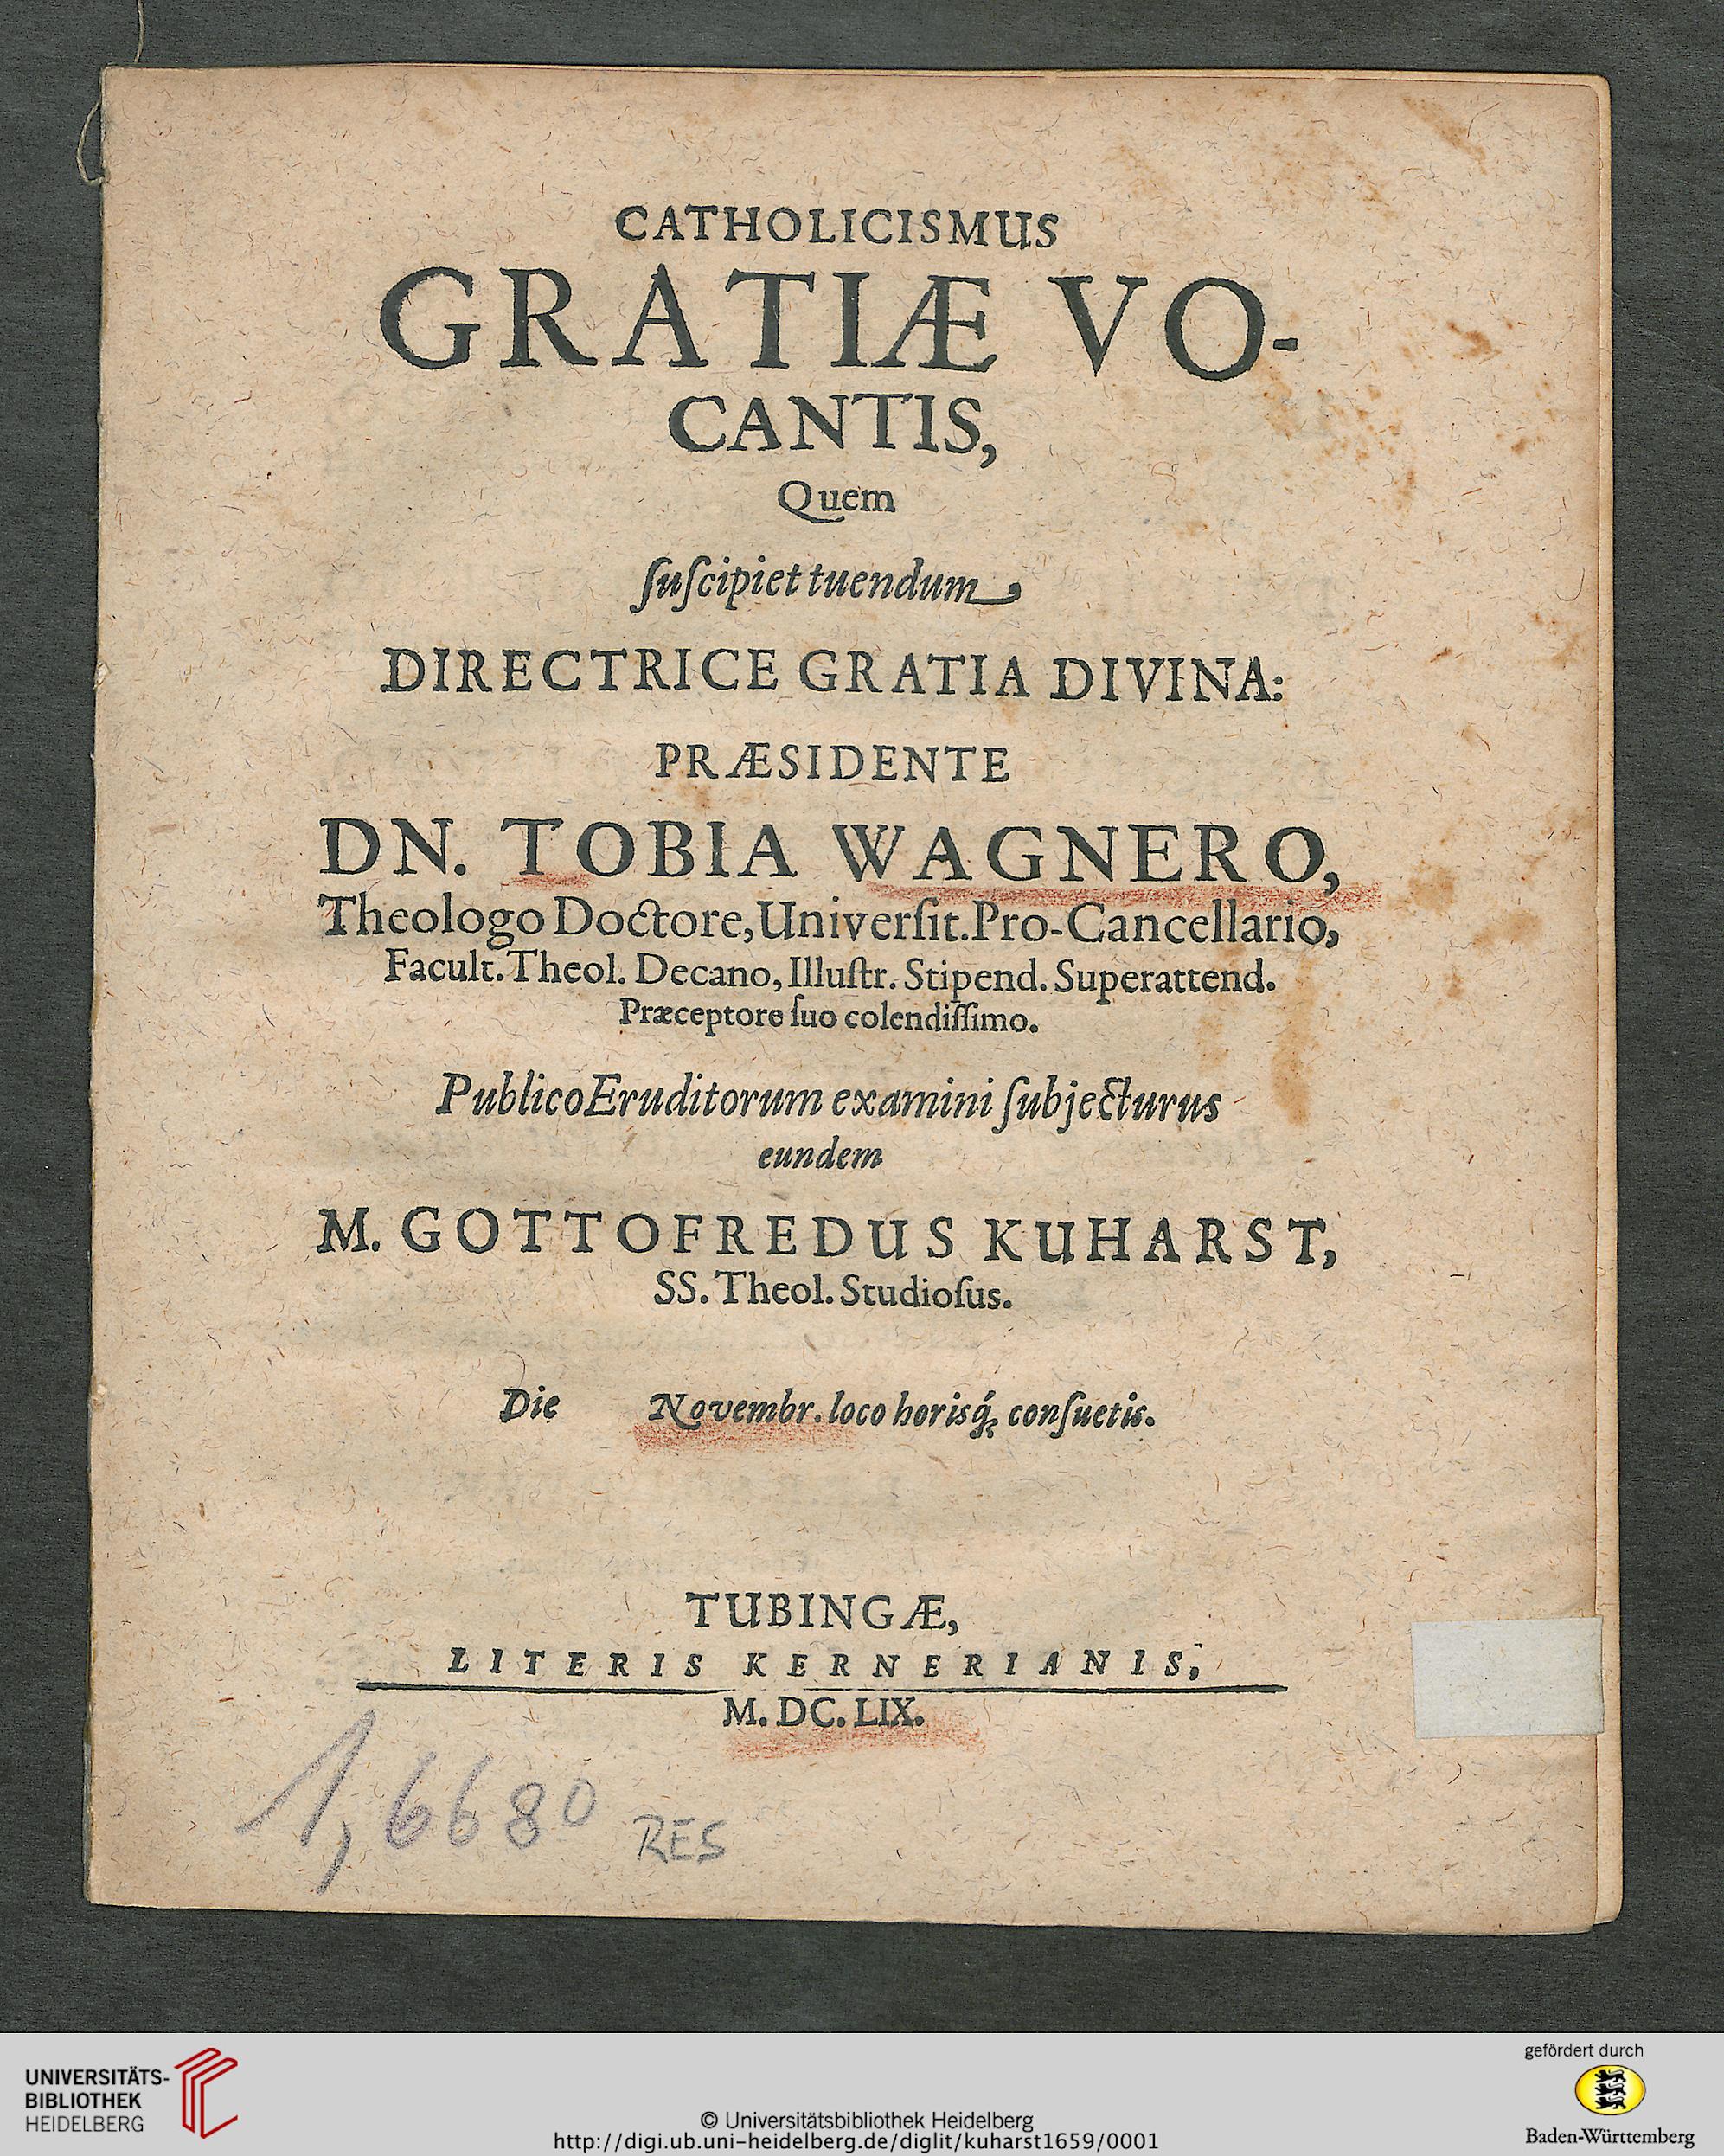 CATHOLICISMUS
GRATIÆ VO-
CANTIS,
Quem
ſuſcipiet tuendum
DIRECTRICE GRATIA DIVINA:
PRÆSIDENTE
DN. TOBIA WAGNERO,
Theologo Doctore, Univerſit. Pro-Cancellario,
Facult. Theol. Decano, Illuſtr. Stipend. Superattend.
Præceptore ſuo colendiſſimo.
Publico Eruditorum examini ſubjecturus
eundem
M. GOTTOFREDUS KUHARST,
SS. Theol. Studioſus.
Die Novembr. loco horisq́; conſuetis.
TUBINGÆ,
LITERIS KERNERIANIS,
M. DC. LIX.
1,6680 RES
UNIVERSITÄTS-
BIBLIOTHEK
HEIDELBERG
© Universitätsbibliothek Heidelberg
http://digi.ub.uni-heidelberg.de/diglit/kuharst1659/0001
gefördert durch
Baden-Württemberg